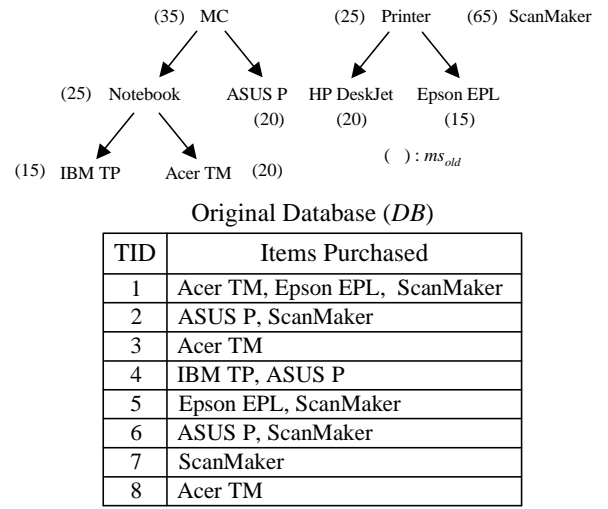 (35) MC (25) Printer (65) ScanMaker
(25) Notebook ASUS P HP DeskJet Epson EPL
(20) (20) (15)
(15) IBM TP Acer TM (20) ( ) : ms_old
Original Database (DB)
TID Items Purchased
1 Acer TM, Epson EPL, ScanMaker
2 ASUS P, ScanMaker
3 Acer TM
4 IBM TP, ASUS P
5 Epson EPL, ScanMaker
6 ASUS P, ScanMaker
7 ScanMaker
8 Acer TM